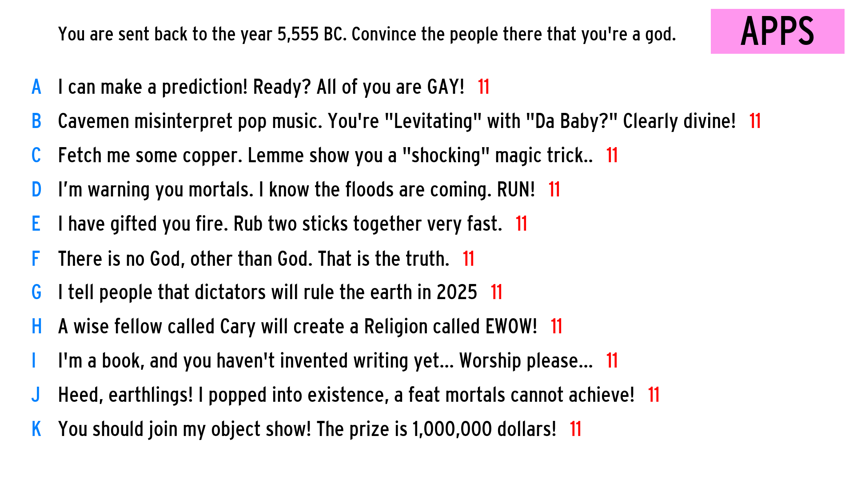 You are sent back to the year 5,555 BC. Convince the people there that you're a god.
APPS
A I can make a prediction! Ready? All of you are GAY! 11
B Cavemen misinterpret pop music. You're "Levitating" with "Da Baby?" Clearly divine! 11
C Fetch me some copper. Lemme show you a "shocking" magic trick.. 11
D I’m warning you mortals. I know the floods are coming. RUN! 11
E I have gifted you fire. Rub two sticks together very fast. 11
F There is no God, other than God. That is the truth. 11
G I tell people that dictators will rule the earth in 2025 11
H A wise fellow called Cary will create a Religion called EWOW! 11
I I'm a book, and you haven't invented writing yet... Worship please... 11
J Heed, earthlings! I popped into existence, a feat mortals cannot achieve! 11
K You should join my object show! The prize is 1,000,000 dollars! 11